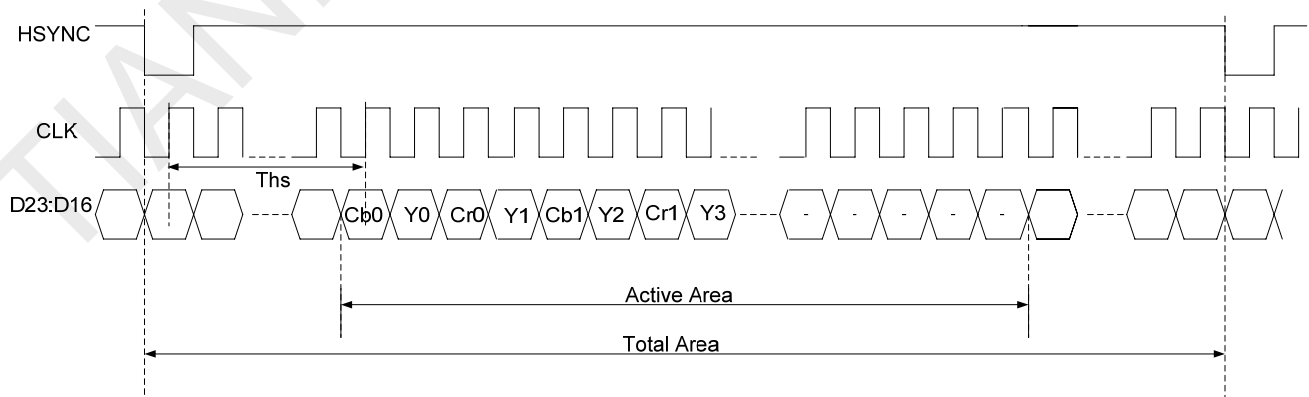 HSYNC
CLK
Ths
D23:D16
Cb0 Y0 Cr0 Y1 Cb1 Y2 Cr1 Y3 - - - - -
Active Area
Total Area